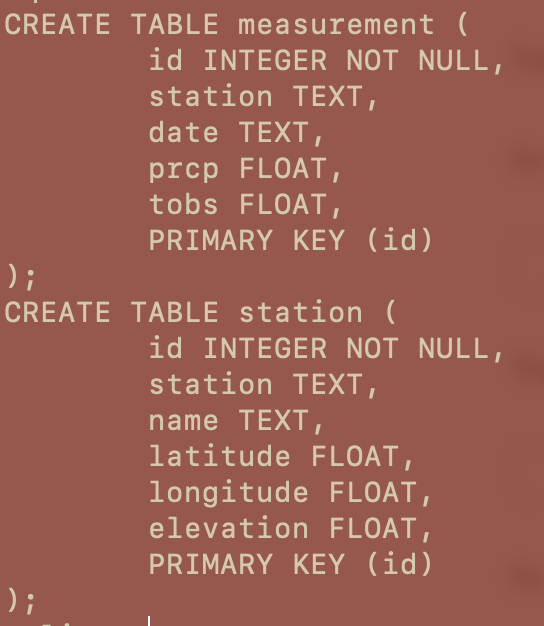 CREATE TABLE measurement (
        id INTEGER NOT NULL,
        station TEXT,
        date TEXT,
        prcp FLOAT,
        tobs FLOAT,
        PRIMARY KEY (id)
);
CREATE TABLE station (
        id INTEGER NOT NULL,
        station TEXT,
        name TEXT,
        latitude FLOAT,
        longitude FLOAT,
        elevation FLOAT,
        PRIMARY KEY (id)
);